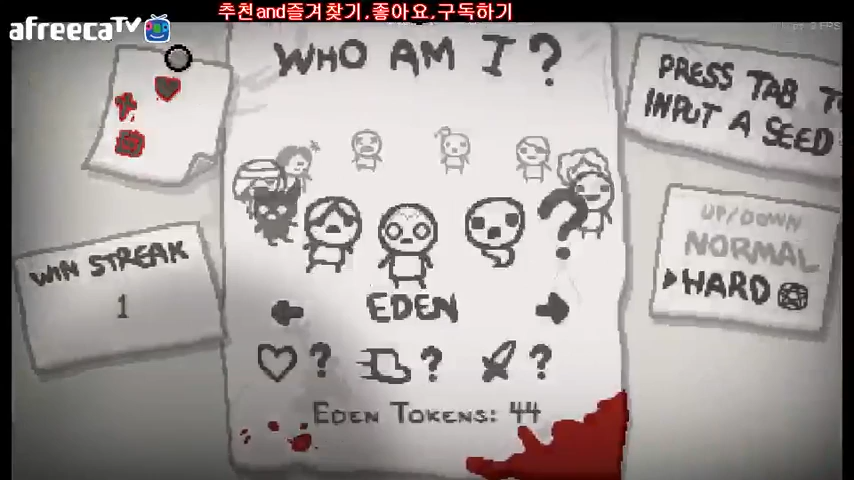 추천and즐겨찾기,좋아요,구독하기
afreecaTV
WHO AM I?
PRESS TAB
INPUT A SEED
WIN STREAK
1
UP/DOWN
NORMAL
HARD
?
EDEN
? ? ?
EDEN TOKENS: 44